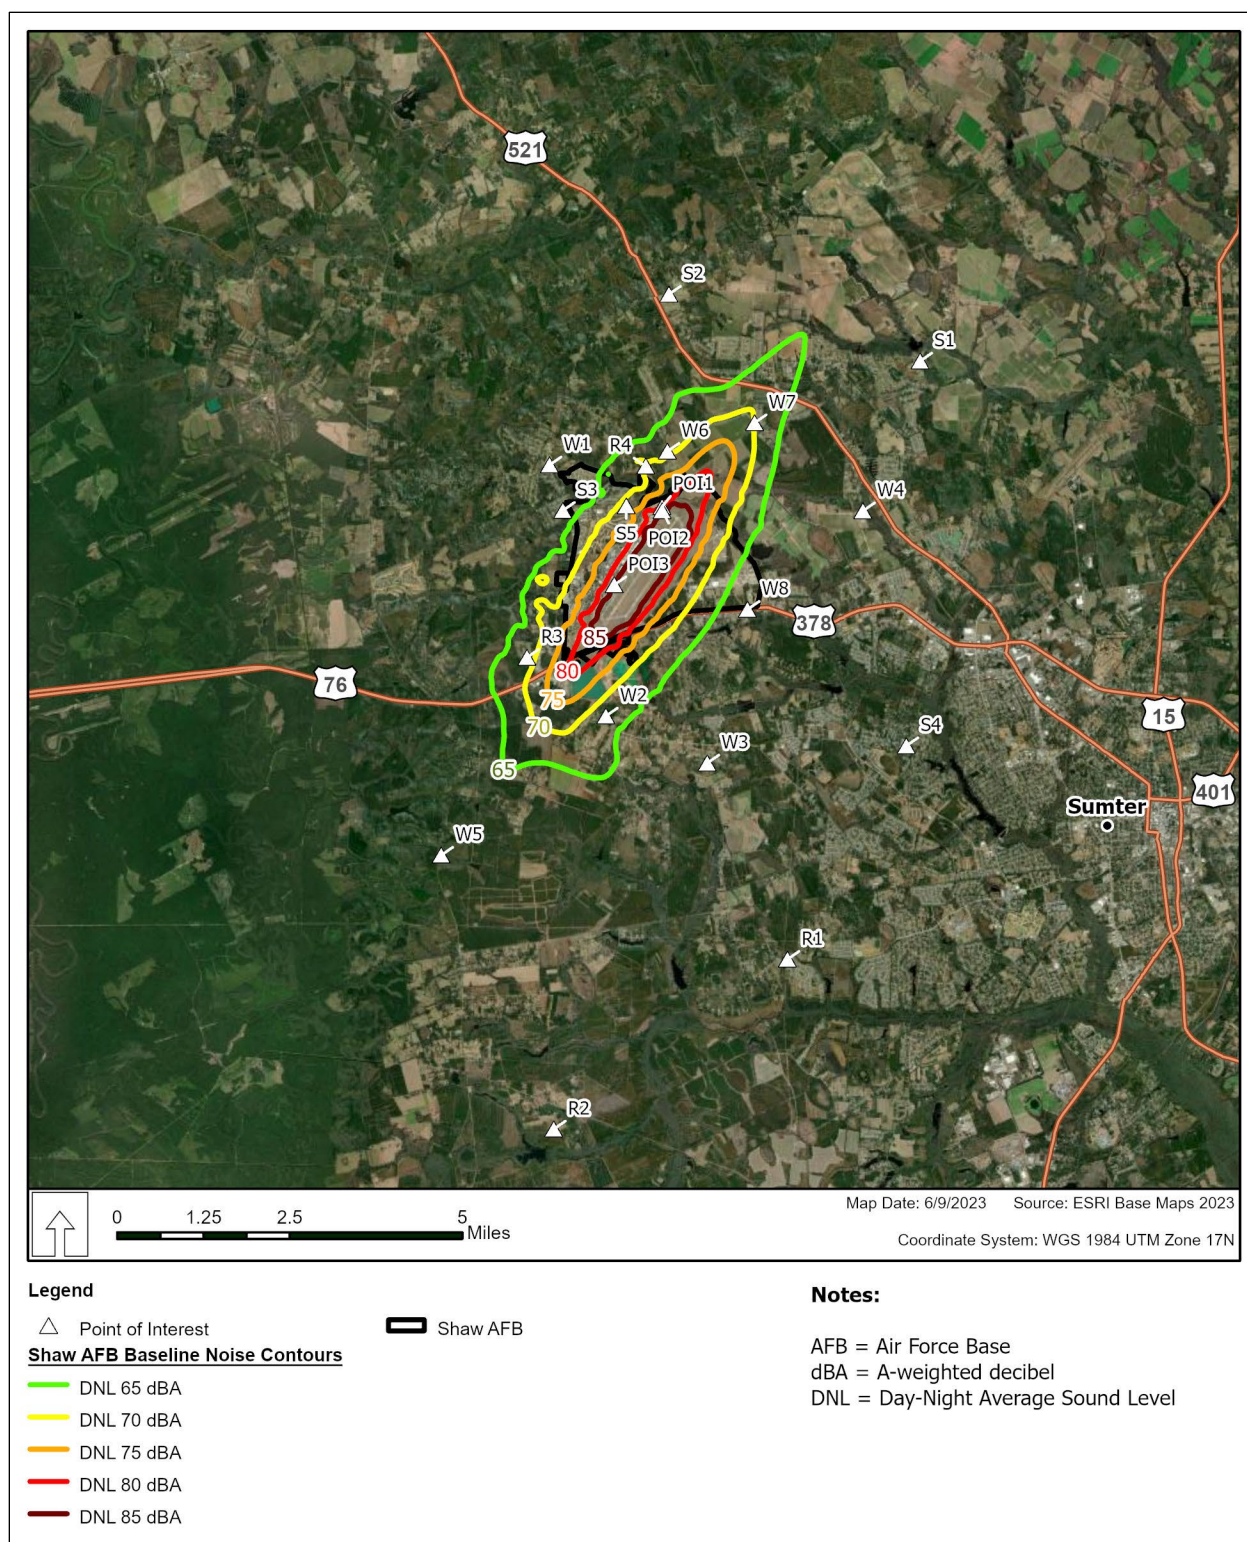 521
S2
S1
W7
W6
R4
W1
POI1
S3
W4
S5
POI2
POI3
W8
378
85
R3
80
76
75
W2
15
70
S4
W3
65
401
Sumter
W5
R1
R2
0 1.25 2.5 5
Miles
Map Date: 6/9/2023 Source: ESRI Base Maps 2023
Coordinate System: WGS 1984 UTM Zone 17N
Legend
Point of Interest
Shaw AFB
Shaw AFB Baseline Noise Contours
DNL 65 dBA
DNL 70 dBA
DNL 75 dBA
DNL 80 dBA
DNL 85 dBA
Notes:
AFB = Air Force Base
dBA = A-weighted decibel
DNL = Day-Night Average Sound Level